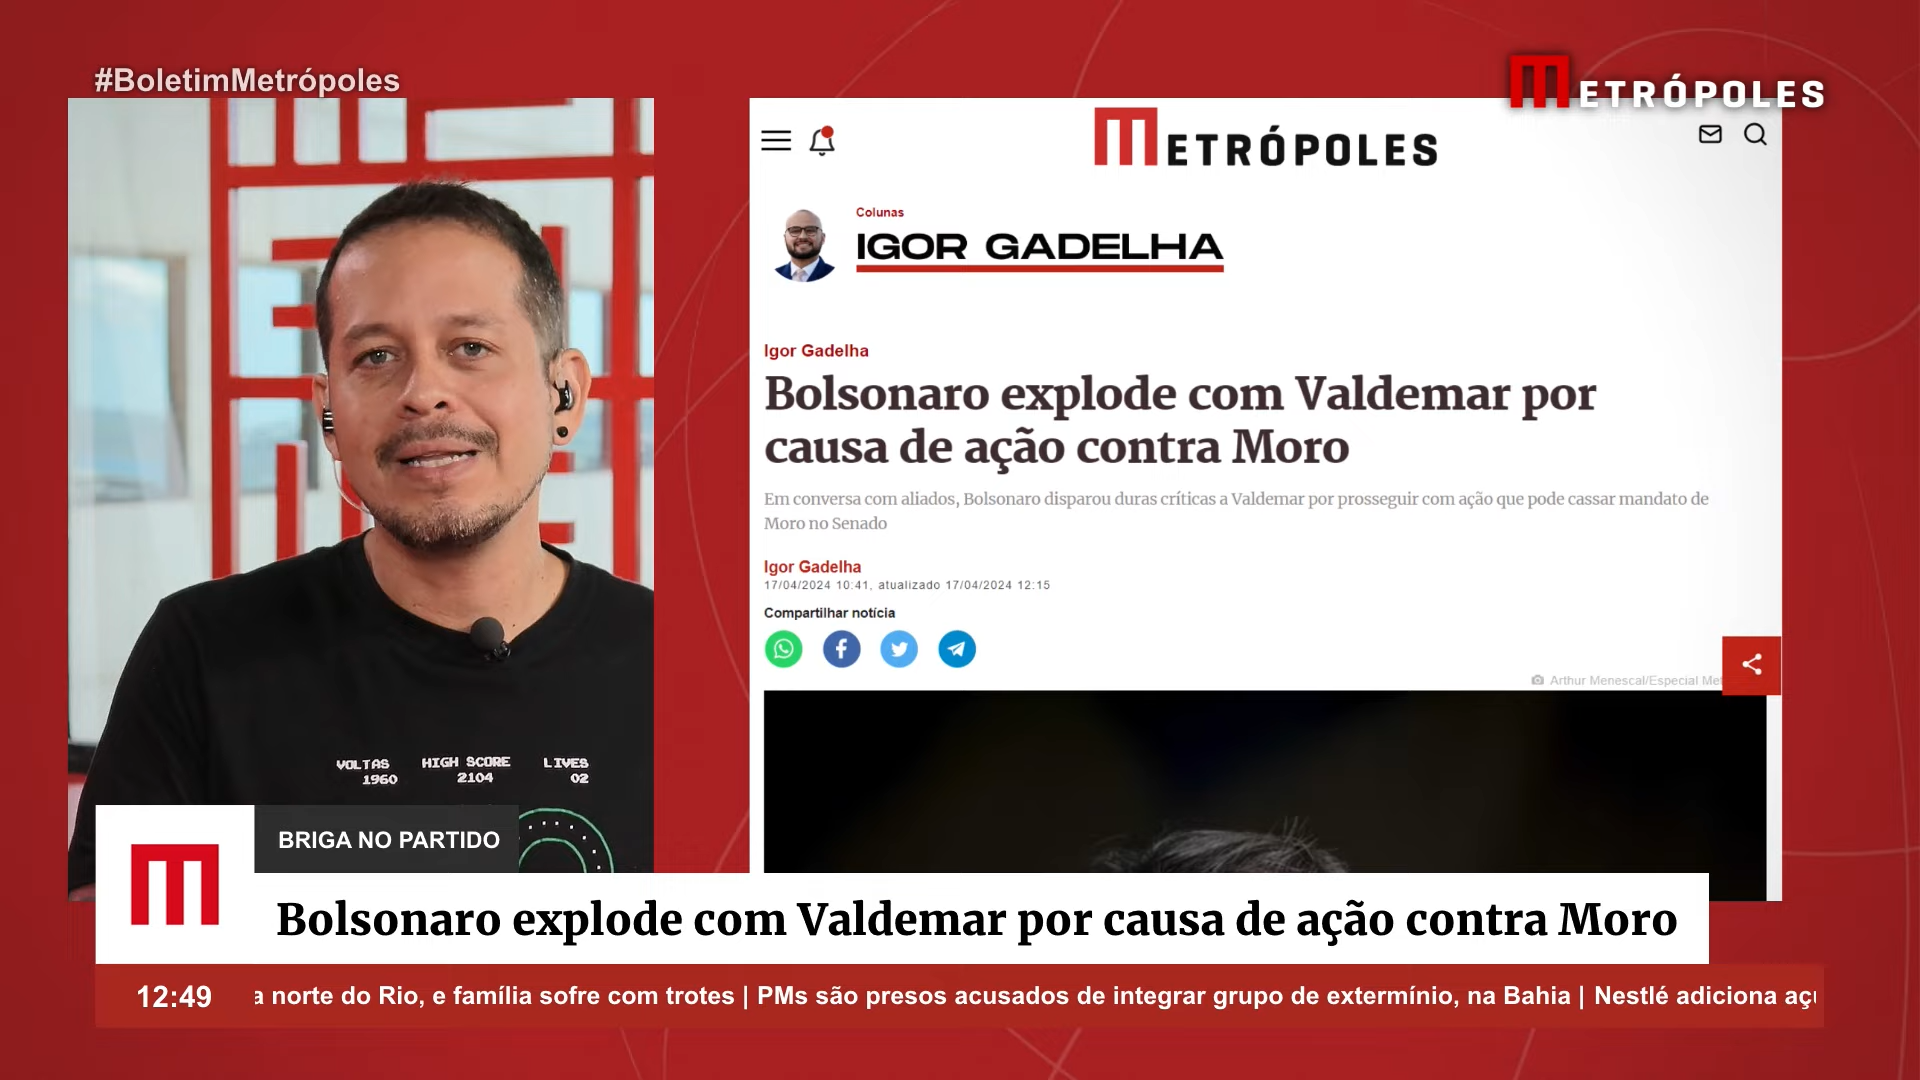 #BoletimMetrópoles
METRÓPOLES
METRÓPOLES
Colunas
IGOR GADELHA
Igor Gadelha
Bolsonaro explode com Valdemar por
causa de ação contra Moro
Em conversa com aliados, Bolsonaro disparou duras críticas a Valdemar por prosseguir com ação que pode cassar mandato de
Moro no Senado
Igor Gadelha
17/04/2024 10:41, atualizado 17/04/2024 12:15
Compartilhar notícia
Arthur Menescal/Especial Met
VOLTAS HIGH SCORE LIVES
1960 2104 02
BRIGA NO PARTIDO
Bolsonaro explode com Valdemar por causa de ação contra Moro
12:49 a norte do Rio, e família sofre com trotes | PMs são presos acusados de integrar grupo de extermínio, na Bahia | Nestlé adiciona açu